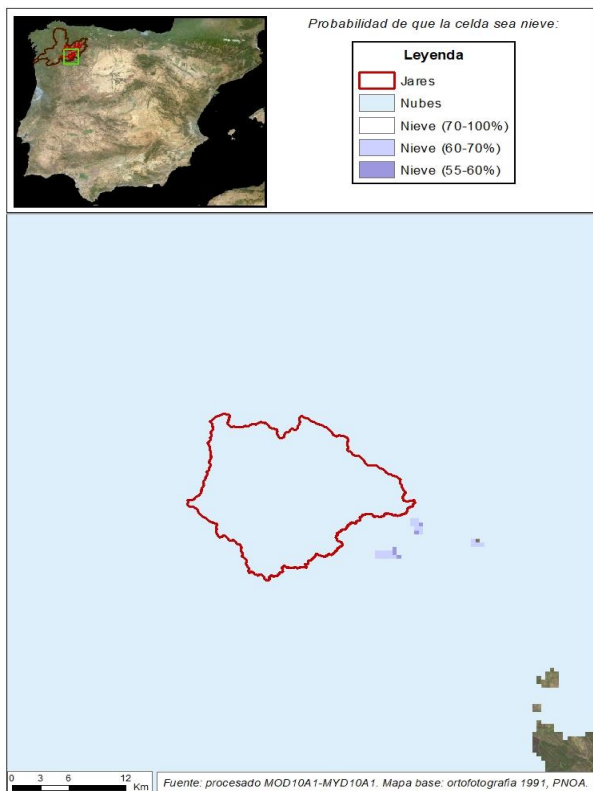 Probabilidad de que la celda sea nieve:
Leyenda
Jares
Nubes
Nieve (70-100%)
Nieve (60-70%)
Nieve (55-60%)
0 3 6 12
Km
Fuente: procesado MOD10A1-MYD10A1. Mapa base: ortofotografía 1991, PNOA.